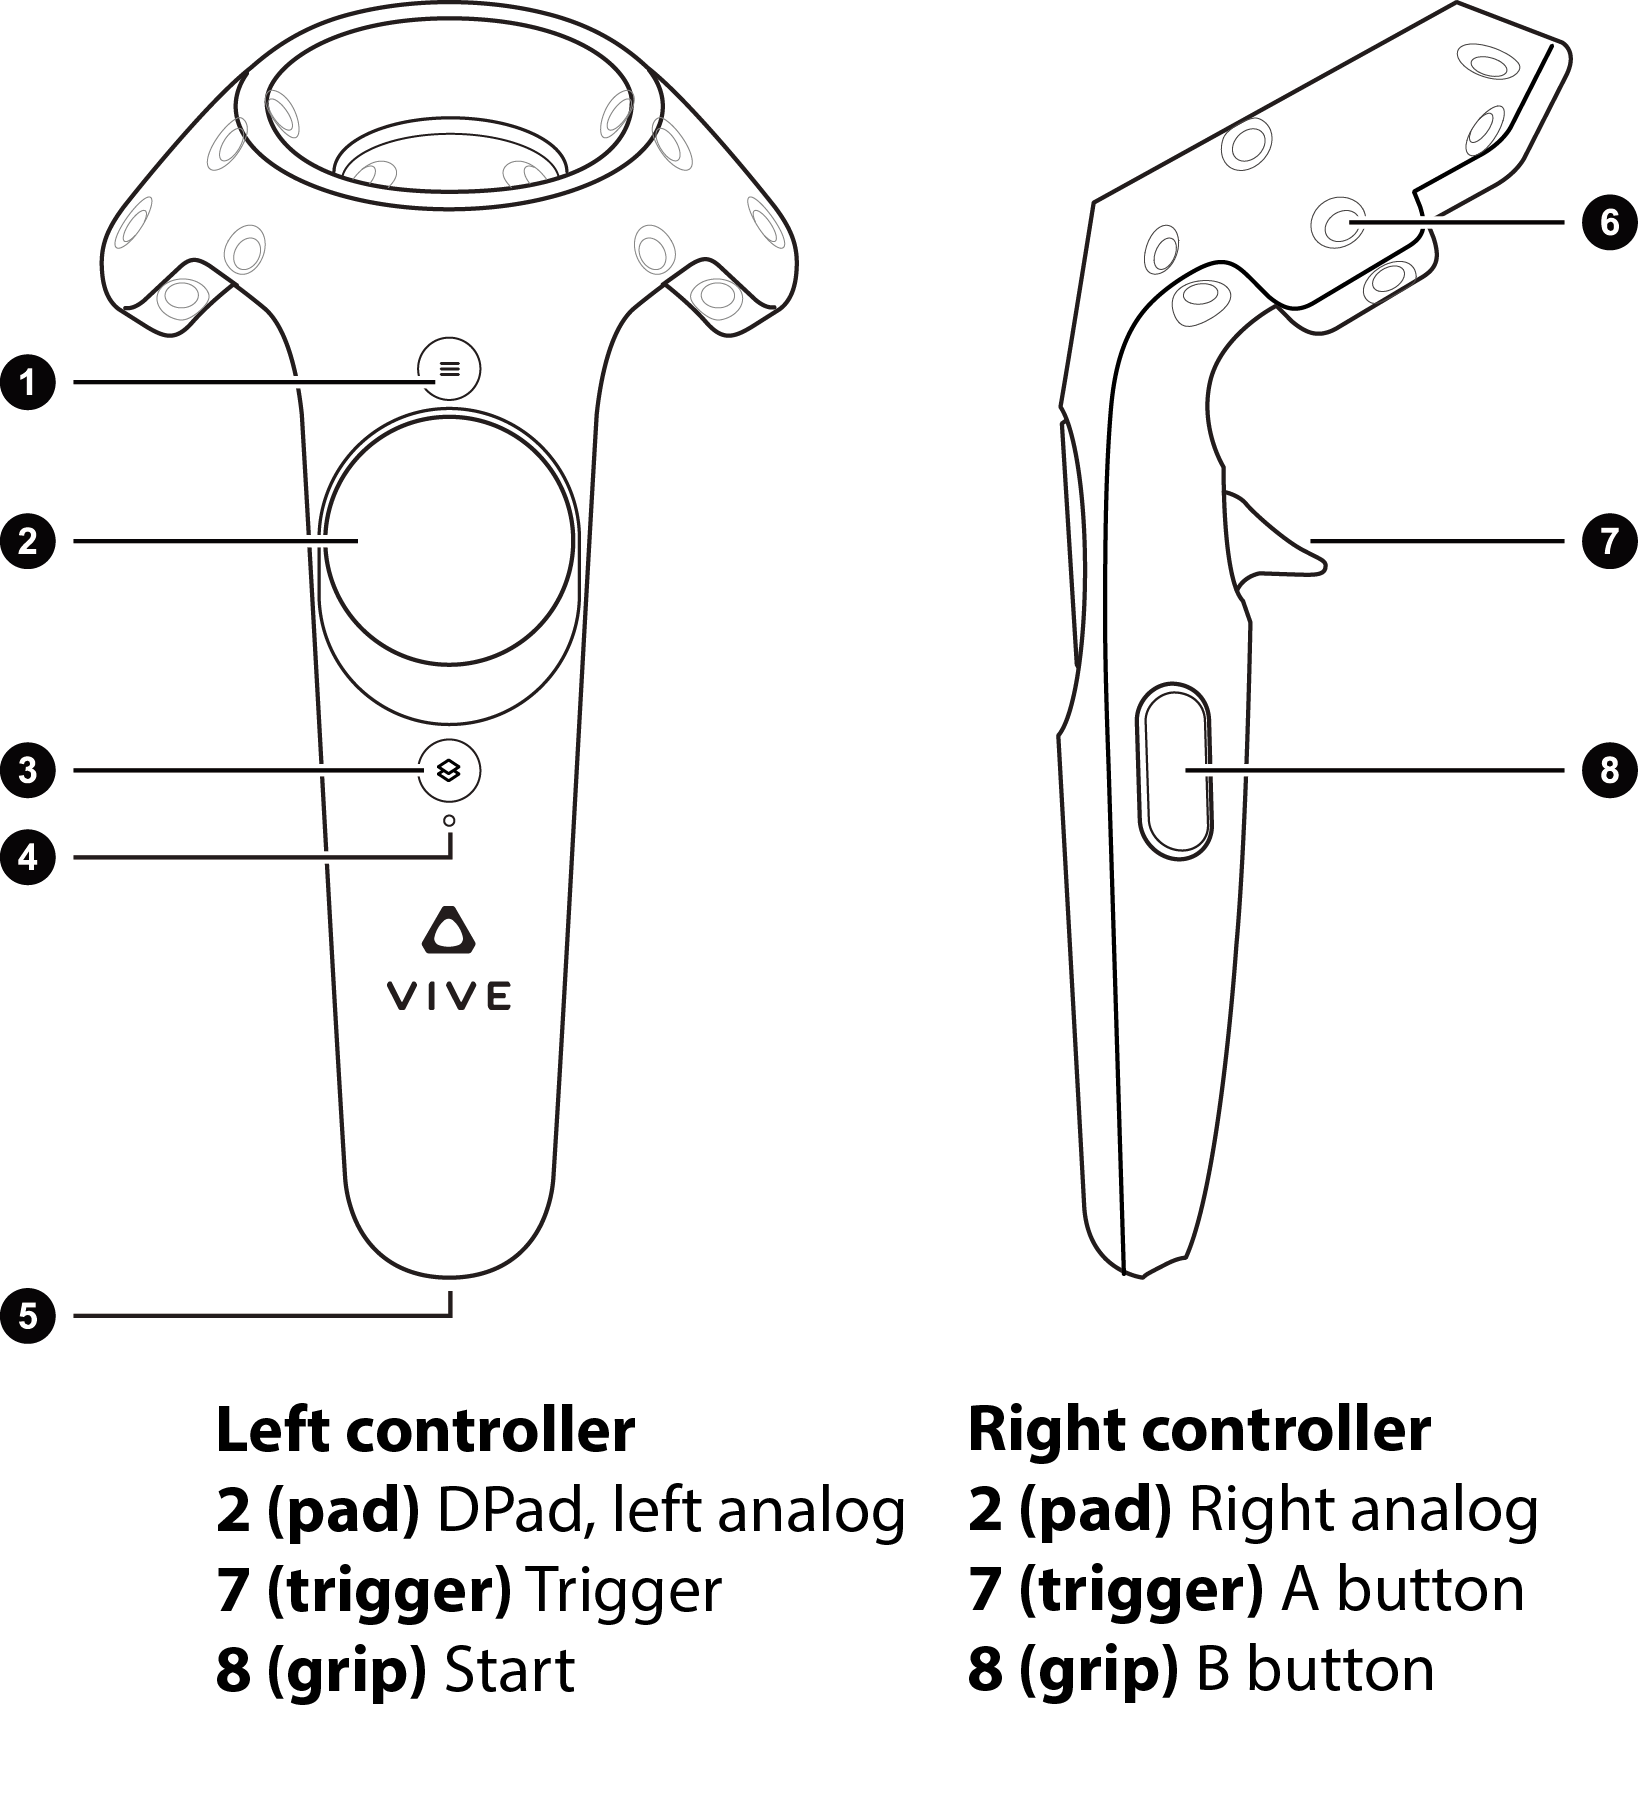 1
2
3
4
5
6
7
8
VIVE
Left controller
2 (pad) DPad, left analog
7 (trigger) Trigger
8 (grip) Start
Right controller
2 (pad) Right analog
7 (trigger) A button
8 (grip) B button